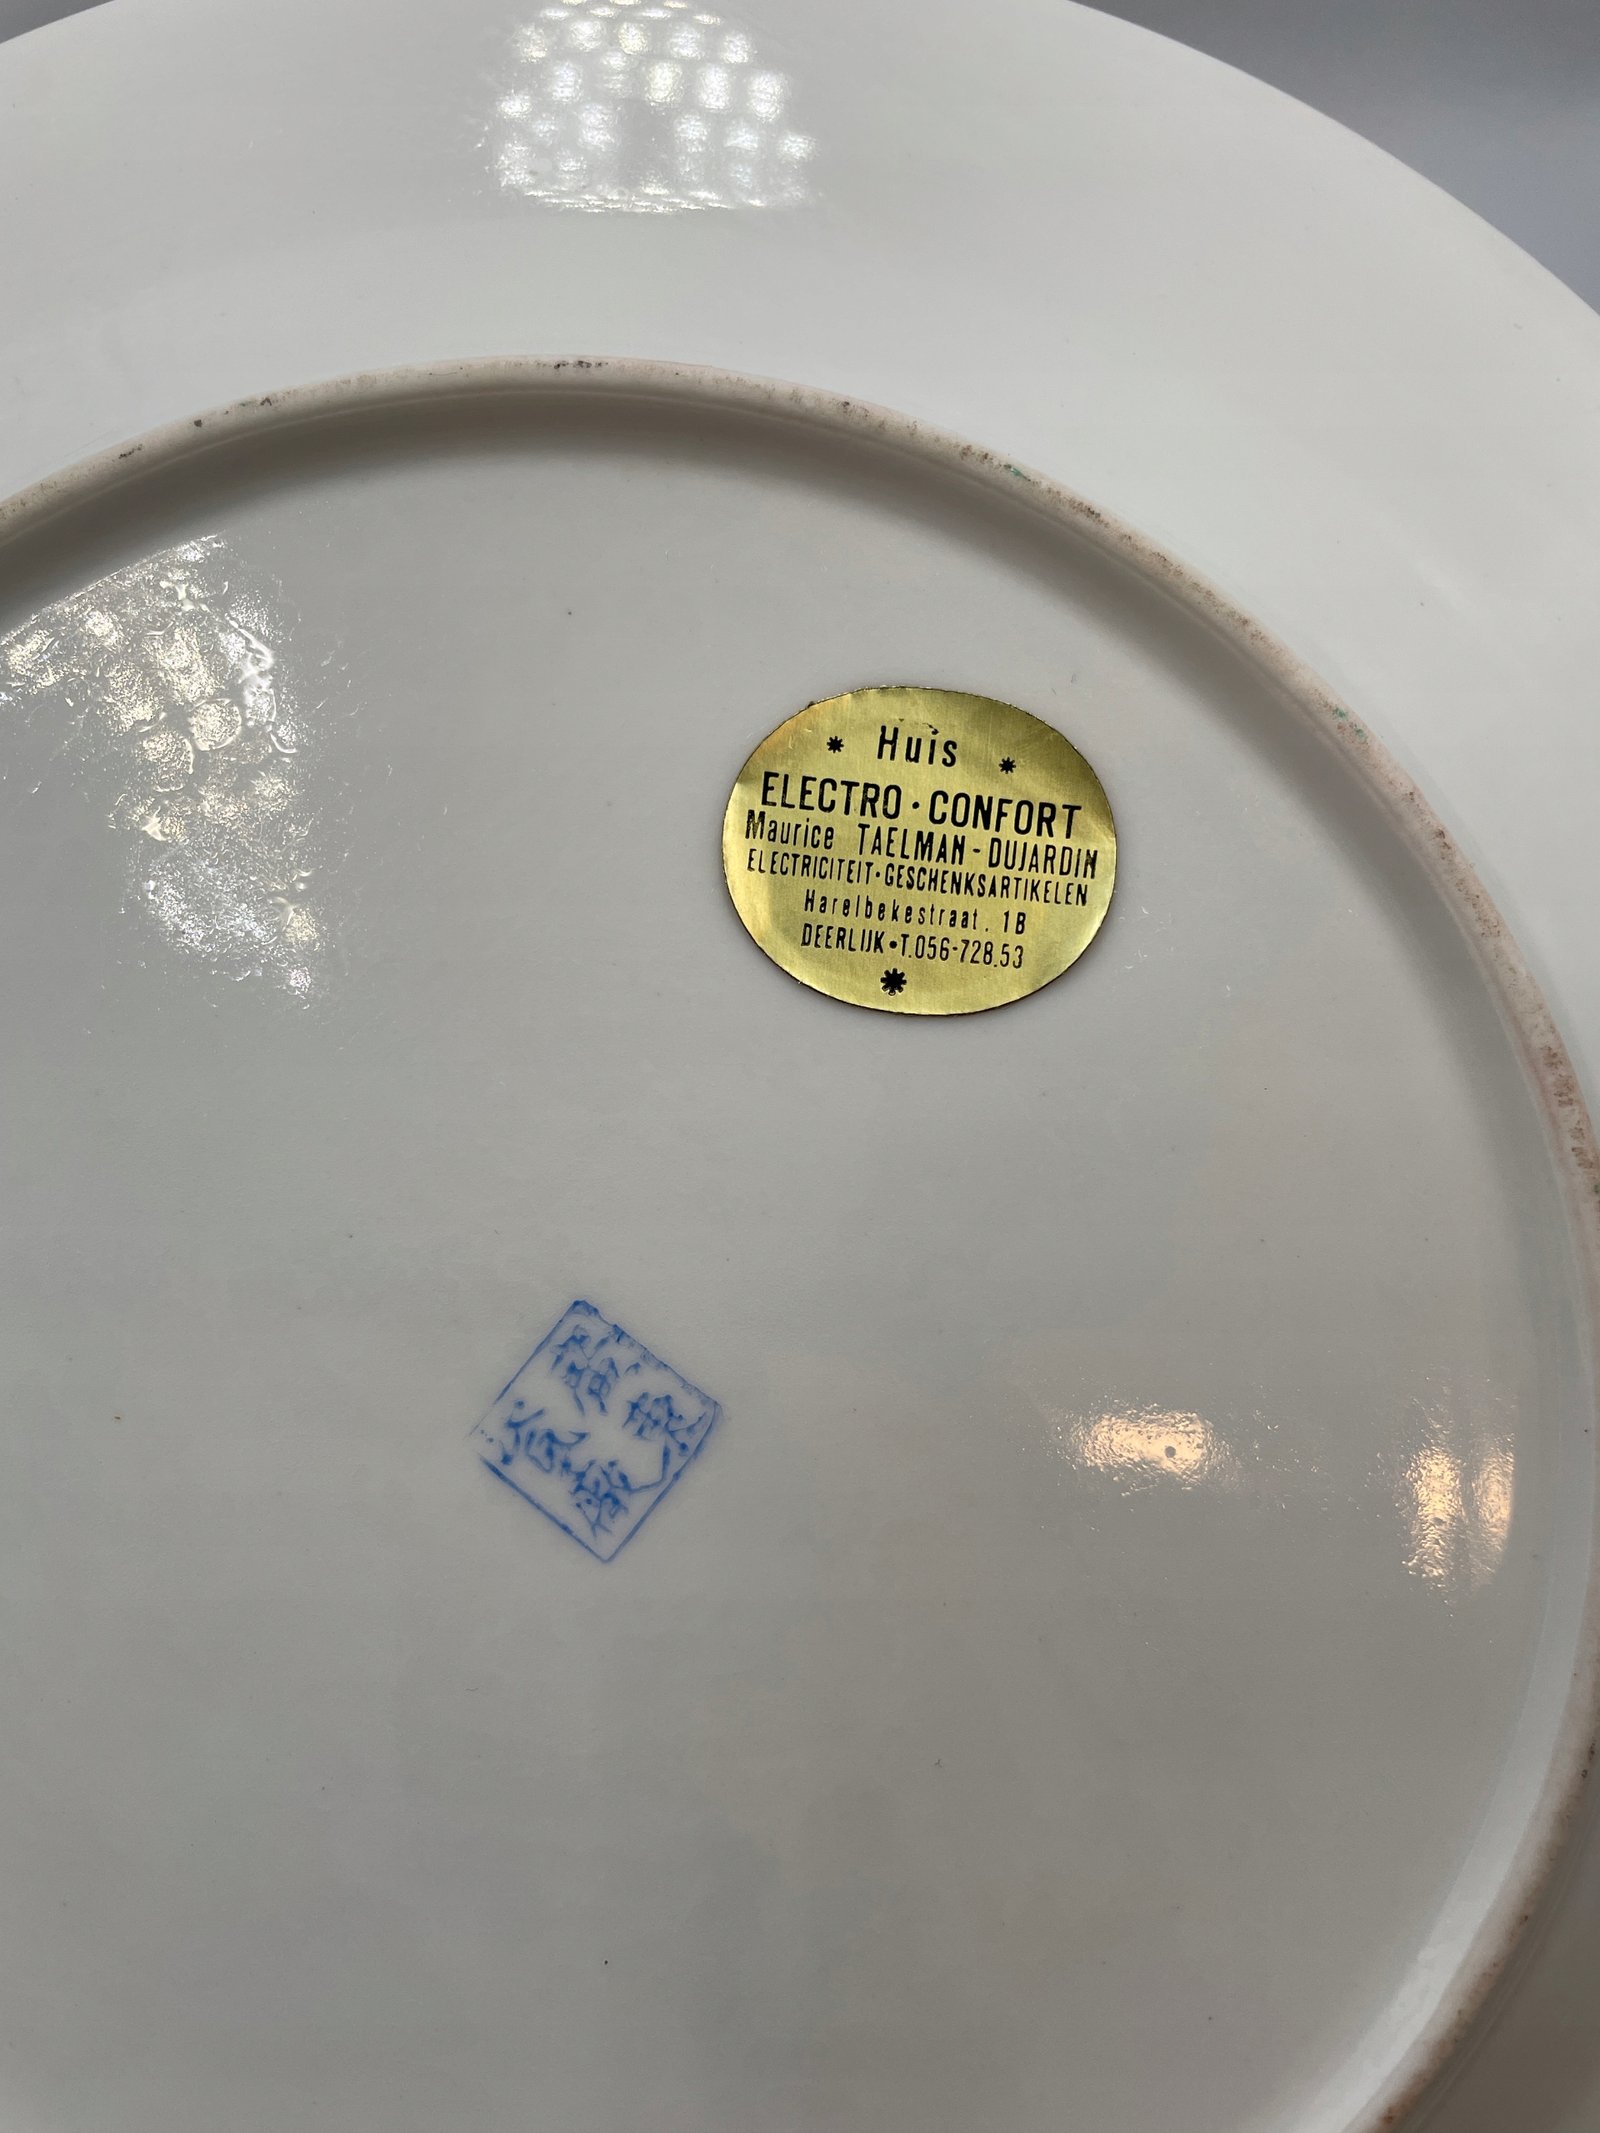 Huis
ELECTRO · CONFORT
Maurice TAELMAN - DUJARDIN
ELECTRICITEIT · GESCHENKSARTIKELEN
Harelbekestraat . 1B
DEERLIJK • T.056-728.53